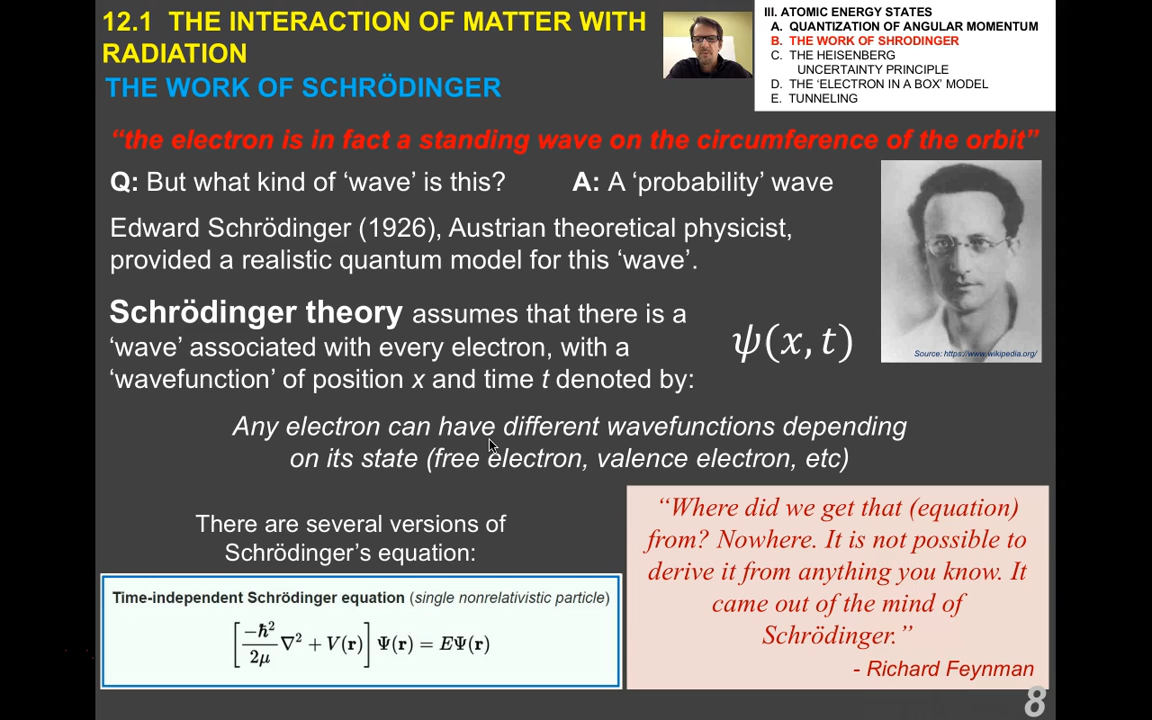 12.1 THE INTERACTION OF MATTER WITH
RADIATION
THE WORK OF SCHRÖDINGER
III. ATOMIC ENERGY STATES
A. QUANTIZATION OF ANGULAR MOMENTUM
B. THE WORK OF SHRODINGER
C. THE HEISENBERG
UNCERTAINTY PRINCIPLE
D. THE ‘ELECTRON IN A BOX’ MODEL
E. TUNNELING
“the electron is in fact a standing wave on the circumference of the orbit”
Q: But what kind of ‘wave’ is this? A: A ‘probability’ wave
Edward Schrödinger (1926), Austrian theoretical physicist,
provided a realistic quantum model for this ‘wave’.
Source: https://www.wikipedia.org/
Schrödinger theory assumes that there is a
‘wave’ associated with every electron, with a
‘wavefunction’ of position x and time t denoted by:
ψ(x, t)
Any electron can have different wavefunctions depending
on its state (free electron, valence electron, etc)
There are several versions of
Schrödinger’s equation:
Time-independent Schrödinger equation (single nonrelativistic particle)
[−ħ²/2μ ∇² + V(r)] Ψ(r) = EΨ(r)
“Where did we get that (equation)
from? Nowhere. It is not possible to
derive it from anything you know. It
came out of the mind of
Schrödinger.”
- Richard Feynman
8